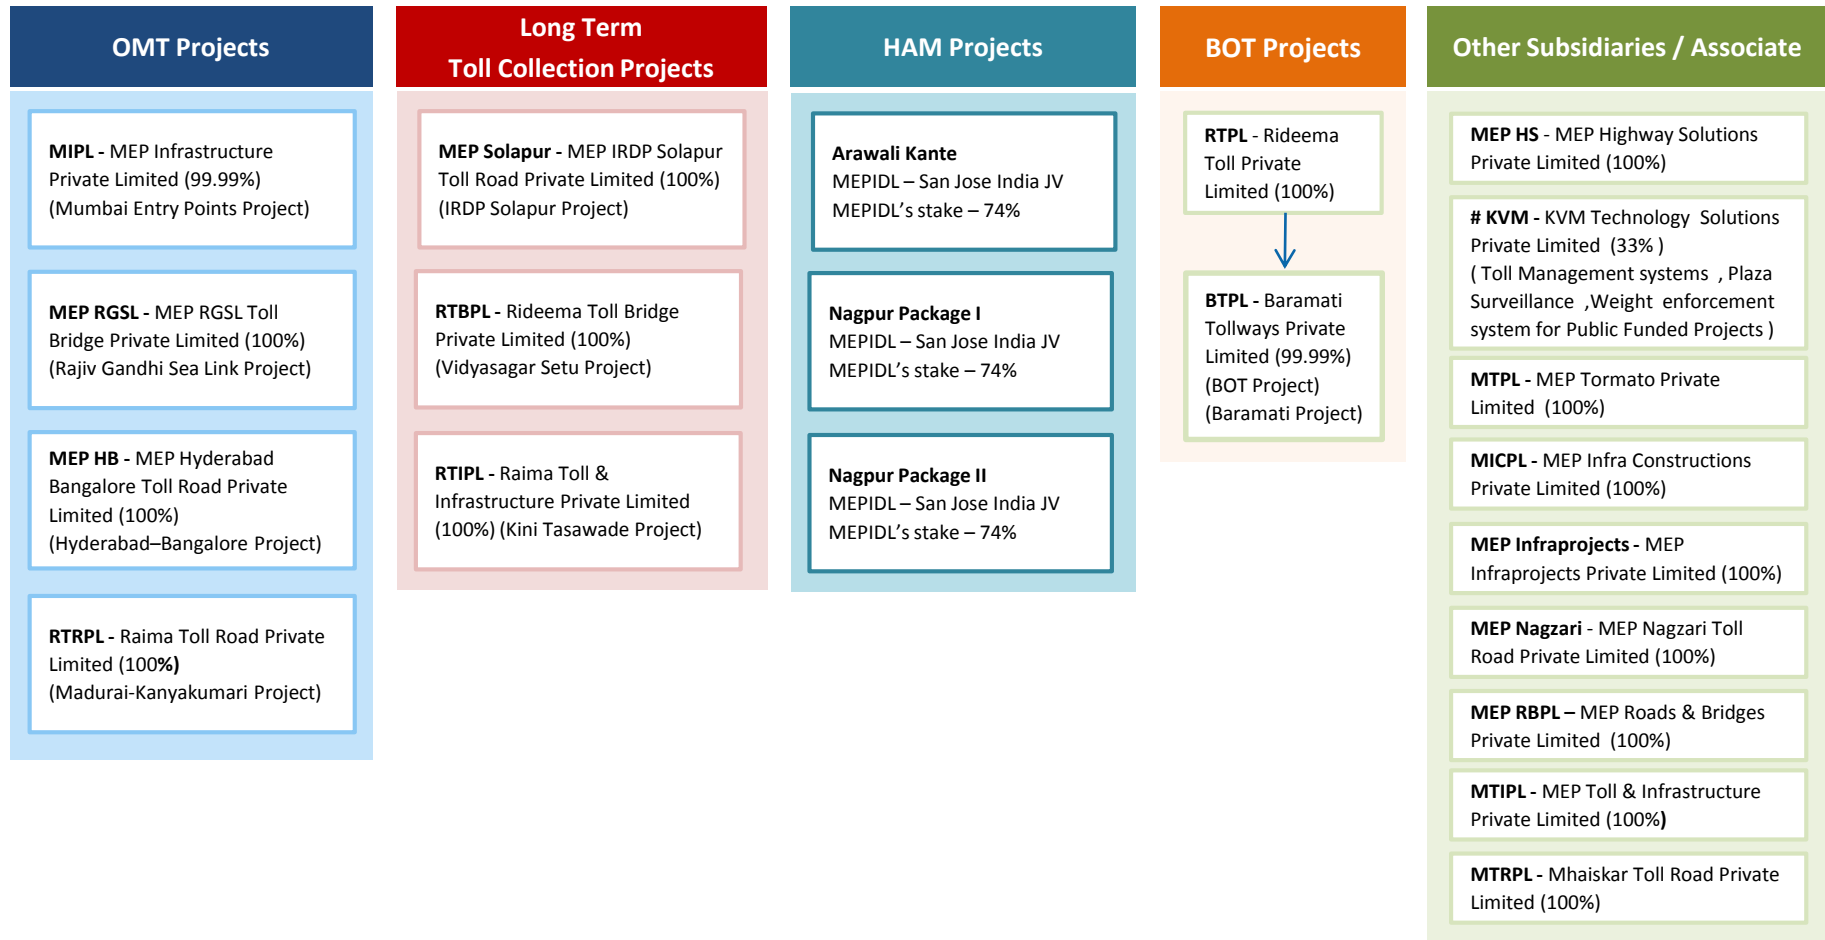 OMT Projects
MIPL - MEP Infrastructure
Private Limited (99.99%)
(Mumbai Entry Points Project)
MEP RGSL - MEP RGSL Toll
Bridge Private Limited (100%)
(Rajiv Gandhi Sea Link Project)
MEP HB - MEP Hyderabad
Bangalore Toll Road Private
Limited (100%)
(Hyderabad–Bangalore Project)
RTRPL - Raima Toll Road Private
Limited (100%)
(Madurai-Kanyakumari Project)
Long Term
Toll Collection Projects
MEP Solapur - MEP IRDP Solapur
Toll Road Private Limited (100%)
(IRDP Solapur Project)
RTBPL - Rideema Toll Bridge
Private Limited (100%)
(Vidyasagar Setu Project)
RTIPL - Raima Toll &
Infrastructure Private Limited
(100%) (Kini Tasawade Project)
HAM Projects
Arawali Kante
MEPIDL – San Jose India JV
MEPIDL’s stake – 74%
Nagpur Package I
MEPIDL – San Jose India JV
MEPIDL’s stake – 74%
Nagpur Package II
MEPIDL – San Jose India JV
MEPIDL’s stake – 74%
BOT Projects
RTPL - Rideema
Toll Private
Limited (100%)
BTPL - Baramati
Tollways Private
Limited (99.99%)
(BOT Project)
(Baramati Project)
Other Subsidiaries / Associate
MEP HS - MEP Highway Solutions
Private Limited (100%)
# KVM - KVM Technology Solutions
Private Limited (33% )
( Toll Management systems , Plaza
Surveillance ,Weight enforcement
system for Public Funded Projects )
MTPL - MEP Tormato Private
Limited (100%)
MICPL - MEP Infra Constructions
Private Limited (100%)
MEP Infraprojects - MEP
Infraprojects Private Limited (100%)
MEP Nagzari - MEP Nagzari Toll
Road Private Limited (100%)
MEP RBPL – MEP Roads & Bridges
Private Limited (100%)
MTIPL - MEP Toll & Infrastructure
Private Limited (100%)
MTRPL - Mhaiskar Toll Road Private
Limited (100%)